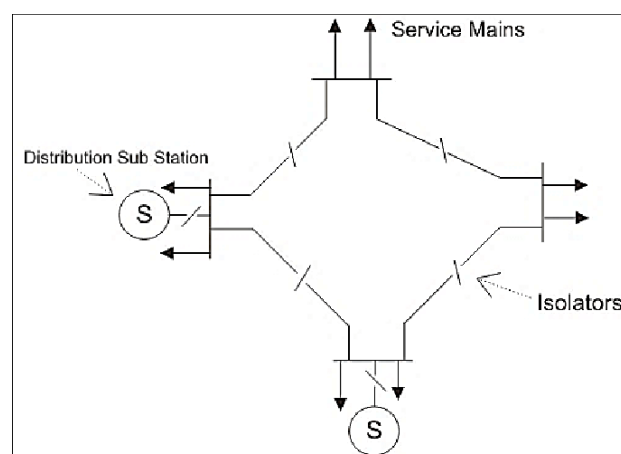 Service Mains
Distribution Sub Station
S
Isolators
S